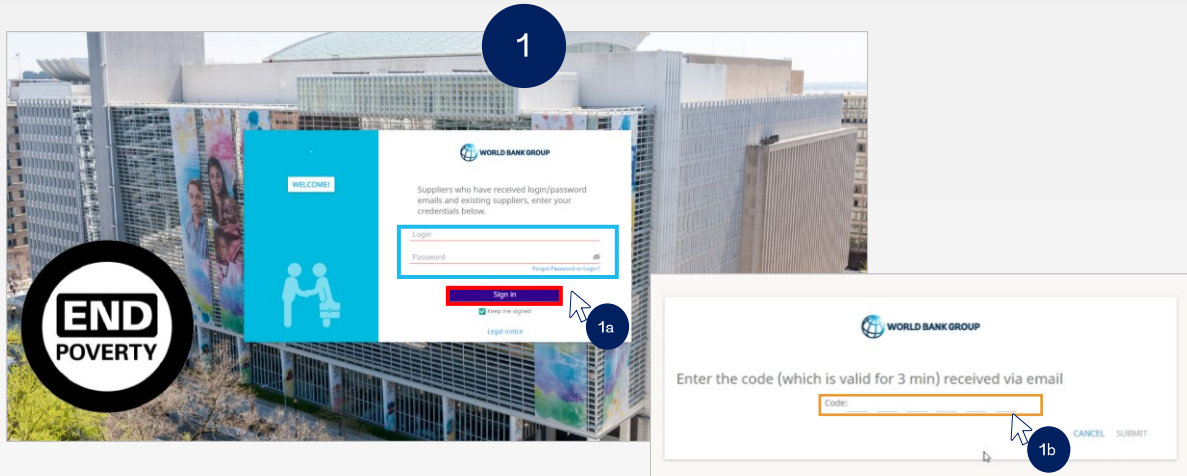 1
WORLD BANK GROUP
WELCOME!
Suppliers who have received login/password
emails and existing suppliers, enter your
credentials below.
Login
Password
Forgot Password or Login?
Sign in
Keep me signed
Legal notice
1a
END
POVERTY
WORLD BANK GROUP
Enter the code (which is valid for 3 min) received via email
Code:
CANCEL SUBMIT
1b